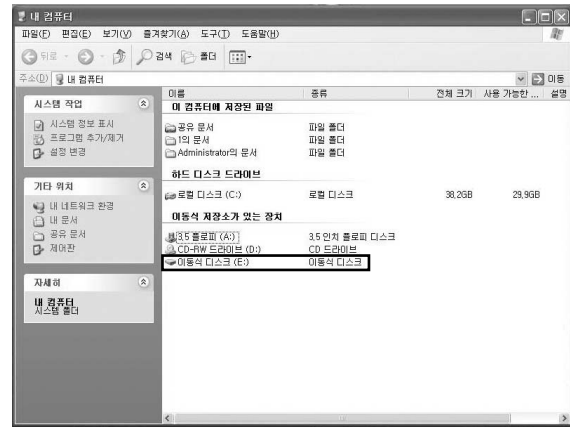 내 컴퓨터
파일(F) 편집(E) 보기(V) 즐겨찾기(A) 도구(T) 도움말(H)
뒤로 검색 폴더
주소(D) 내 컴퓨터 이동
시스템 작업
시스템 정보 표시
프로그램 추가/제거
설정 변경
기타 위치
내 네트워크 환경
내 문서
공유 문서
제어판
자세히
내 컴퓨터
시스템 폴더
이름 종류 전체 크기 사용 가능한 ... 설명
이 컴퓨터에 저장된 파일
공유 문서 파일 폴더
1의 문서 파일 폴더
Administrator의 문서 파일 폴더
하드 디스크 드라이브
로컬 디스크 (C:) 로컬 디스크 38,2GB 29,9GB
이동식 저장소가 있는 장치
3,5 플로피 (A:) 3,5 인치 플로피 디스크
CD-RW 드라이브 (D:) CD 드라이브
이동식 디스크 (E:) 이동식 디스크